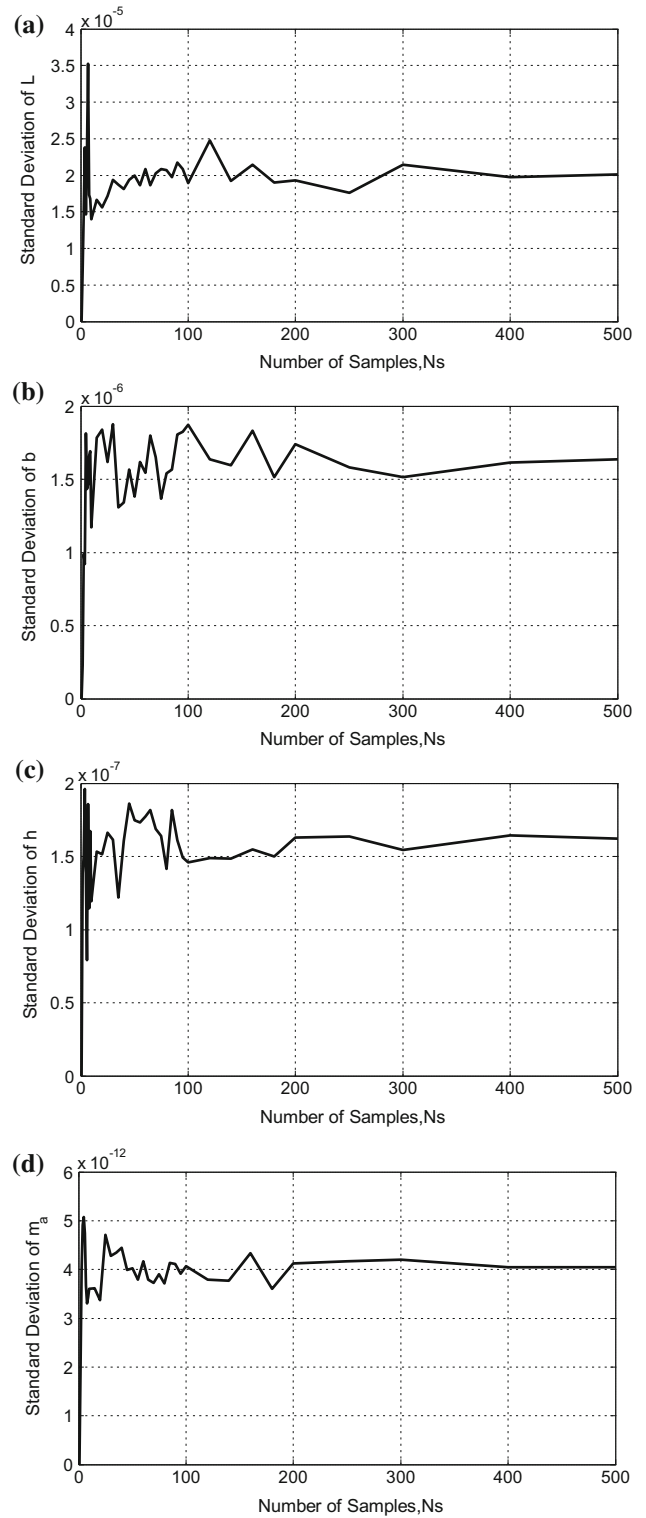 (a)
x 10^-5
4
3.5
3
2.5
2
1.5
1
0.5
0
Standard Deviation of L
0 100 200 300 400 500
Number of Samples,Ns
(b)
x 10^-6
2
1.5
1
0.5
0
Standard Deviation of b
0 100 200 300 400 500
Number of Samples,Ns
(c)
x 10^-7
2
1.5
1
0.5
0
Standard Deviation of h
0 100 200 300 400 500
Number of Samples,Ns
(d)
x 10^-12
6
5
4
3
2
1
0
Standard Deviation of m_a
0 100 200 300 400 500
Number of Samples,Ns